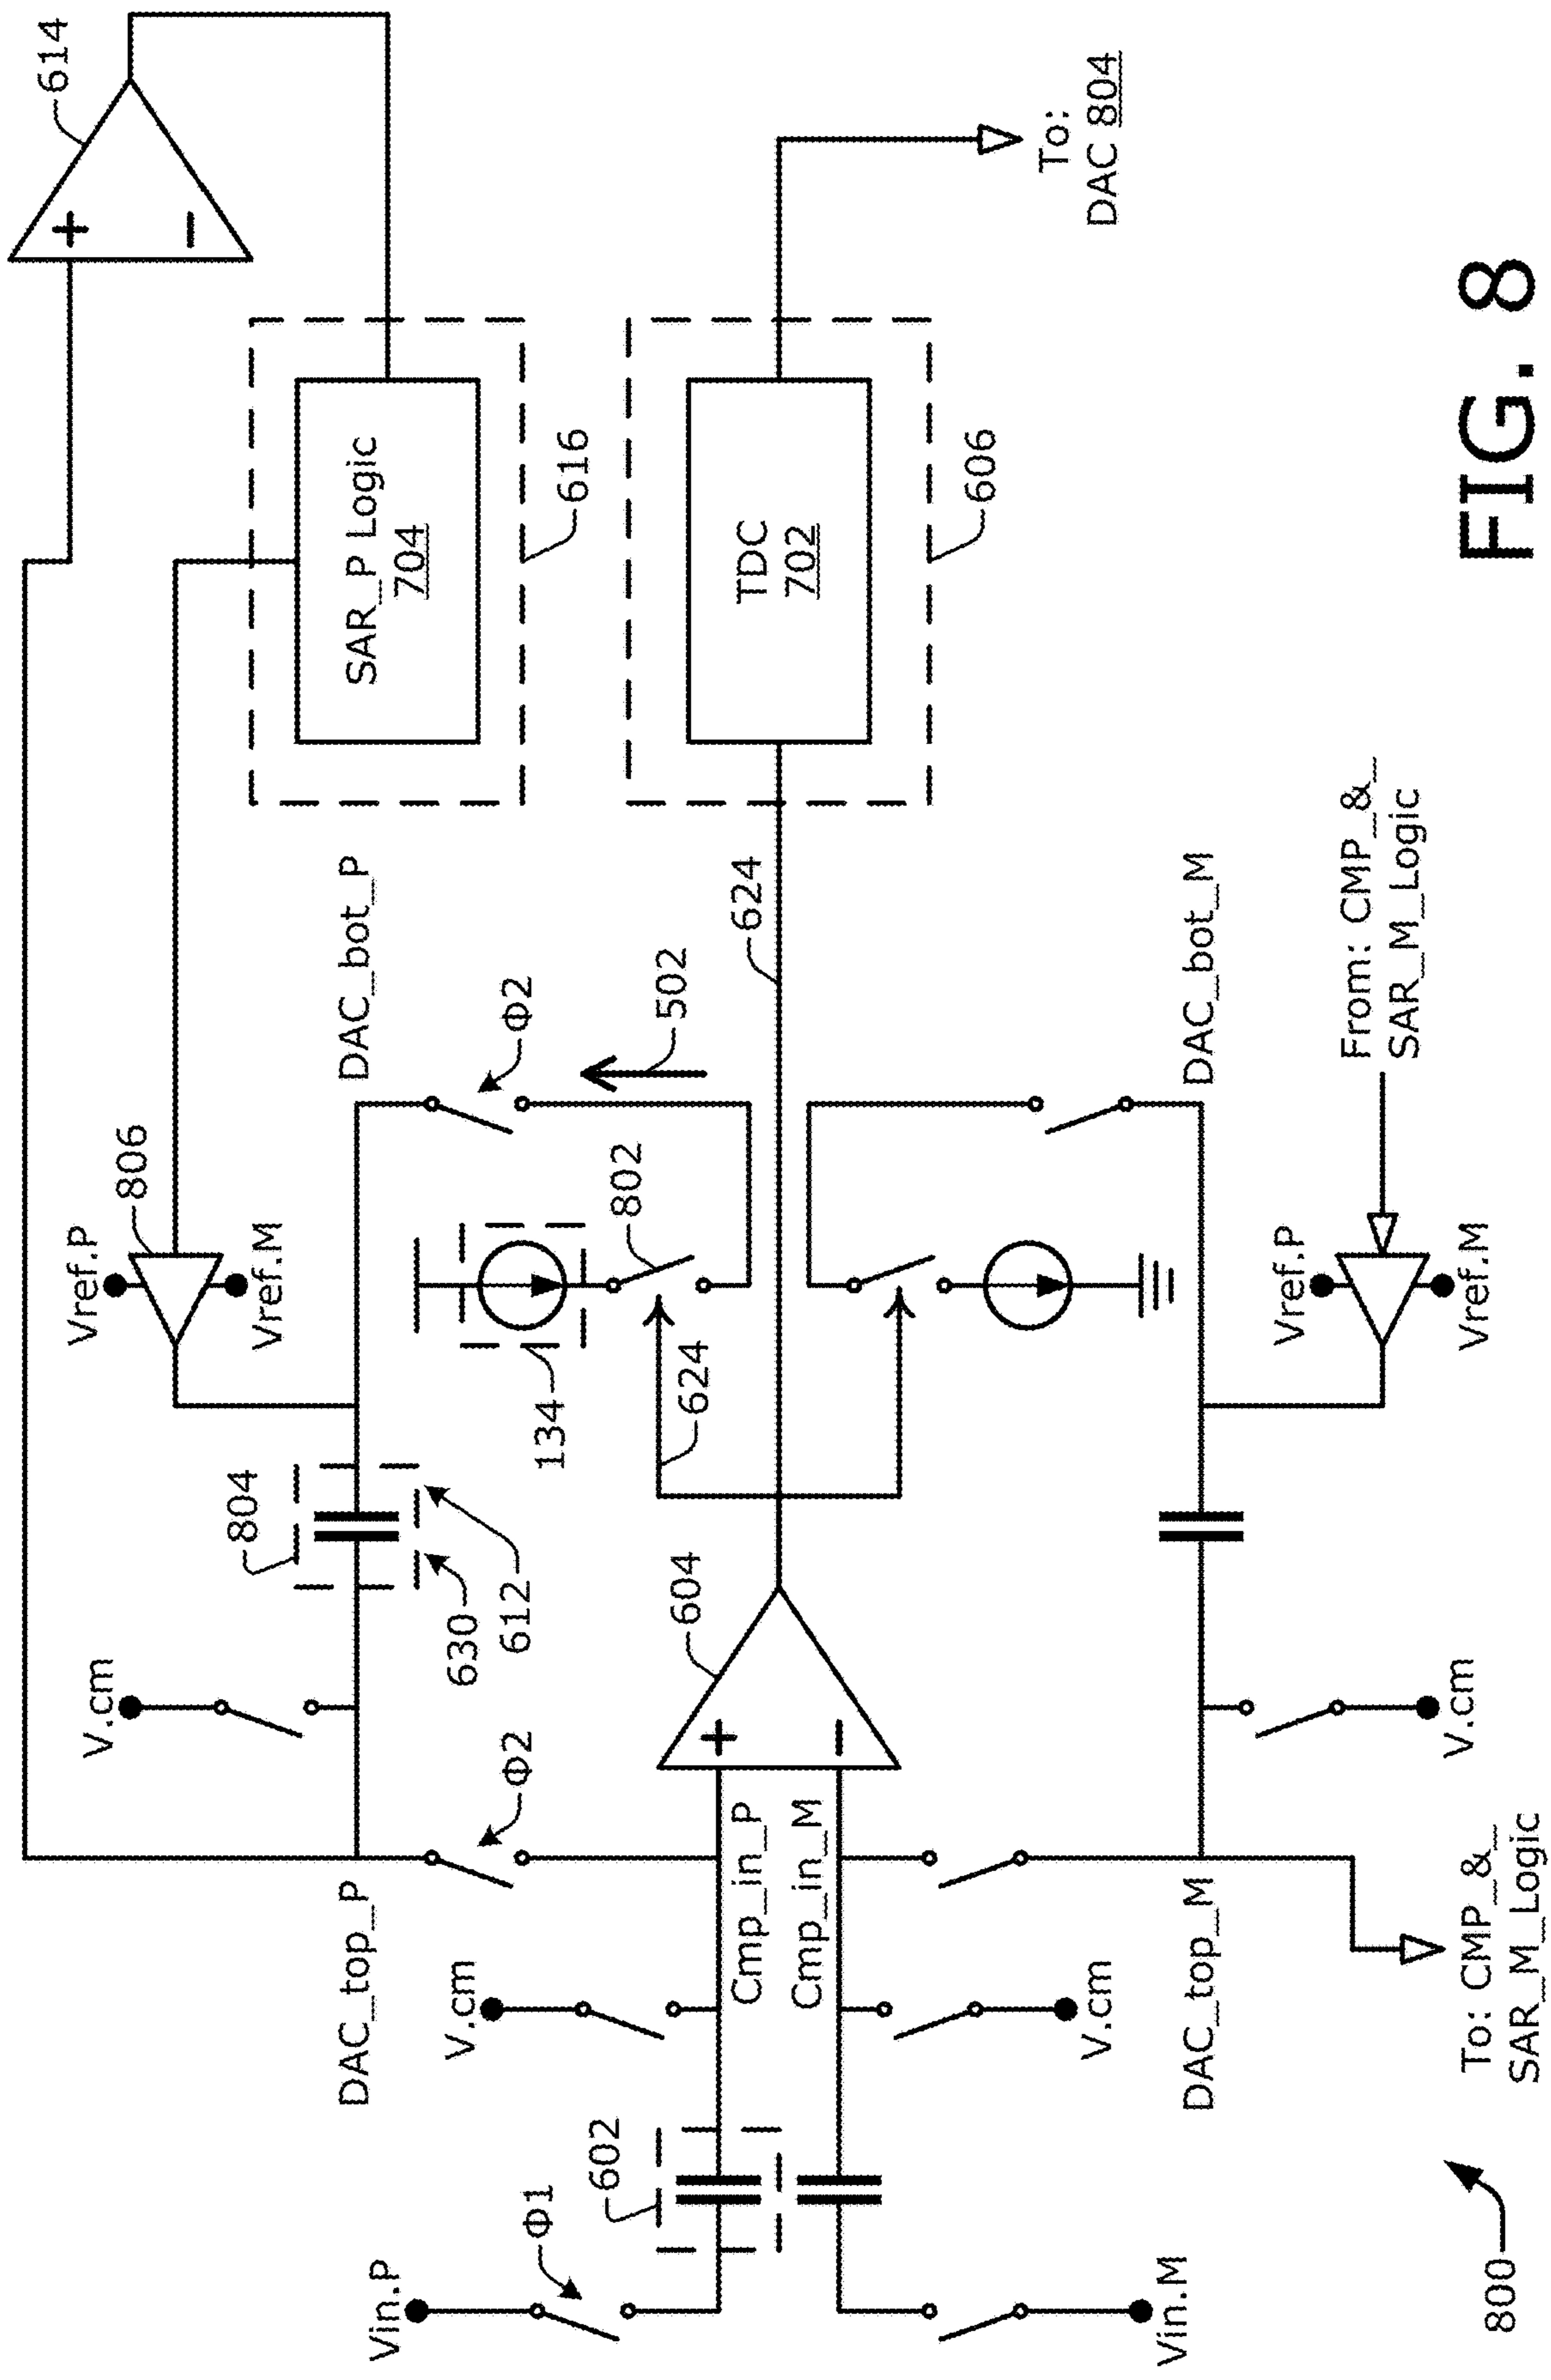 614
Vref.P
806
Vref.M
V.cm
804
630
612
DAC_bot_P
SAR_P Logic
704
616
DAC_top_P
Φ2
Φ2
502
134
802
624
Vin.P
Φ1
602
V.cm
Cmp_in_P
+
604
624
TDC
702
606
To:
DAC 804
+
−
Cmp_in_M
−
V.cm
Vin.M
DAC_top_M
DAC_bot_M
V.cm
Vref.P
Vref.M
From: CMP_&_
SAR_M_Logic
To: CMP_&_
SAR_M_Logic
800
FIG. 8